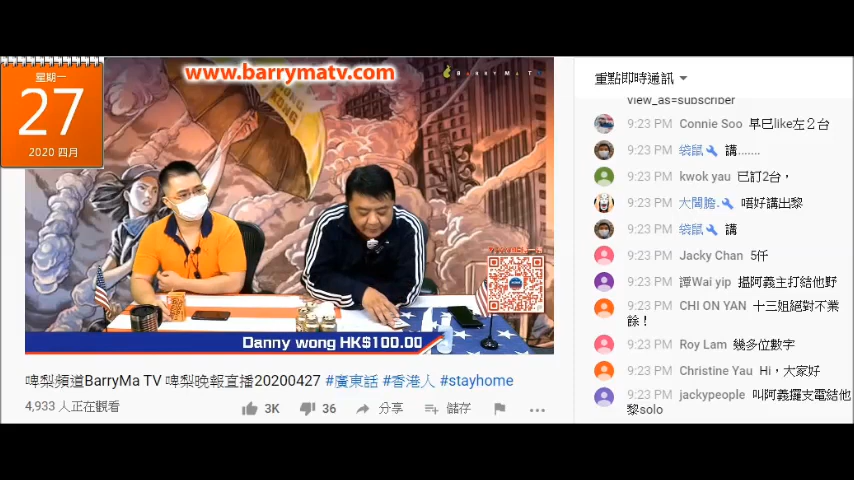 星期一
27
2020 四月
www.barrymatv.com
BARRY MA TV
Danny wong HK$100.00
啤梨頻道BarryMa TV 啤梨晚報直播20200427 #廣東話 #香港人 #stayhome
4,933 人正在觀看
3K
36
分享
儲存
重點即時通訊
view_as=subscriber
9:23 PM Connie Soo 早已like左２台
9:23 PM 袋鼠 講.......
9:23 PM kwok yau 已訂2台，
9:23 PM 大閘膽. 唔好講出黎
9:23 PM 袋鼠 講
9:23 PM Jacky Chan 5仟
9:23 PM 譚Wai yip 攝阿義主打結他野
9:23 PM CHI ON YAN 十三姐絕對不業
餘！
9:23 PM Roy Lam 幾多位數字
9:23 PM Christine Yau Hi，大家好
9:23 PM jackypeople 叫阿義攞支電結他
黎solo